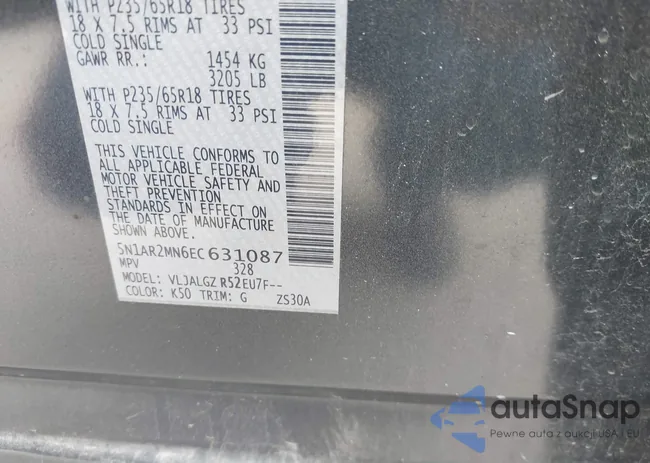 WITH P235/65R18 TIRES
18 X 7.5 RIMS AT 33 PSI
COLD SINGLE
GAWR RR.: 1454 KG
3205 LB
WITH P235/65R18 TIRES
18 X 7.5 RIMS AT 33 PSI
COLD SINGLE
THIS VEHICLE CONFORMS TO
ALL APPLICABLE FEDERAL
MOTOR VEHICLE SAFETY AND
THEFT PREVENTION
STANDARDS IN EFFECT ON
THE DATE OF MANUFACTURE
SHOWN ABOVE.
5N1AR2MN6EC631087
MPV 328
MODEL: VLJALGZ R52EU7F--
COLOR: K50 TRIM: G ZS30A
autaSnap
Pewne auta z aukcji USA i EU